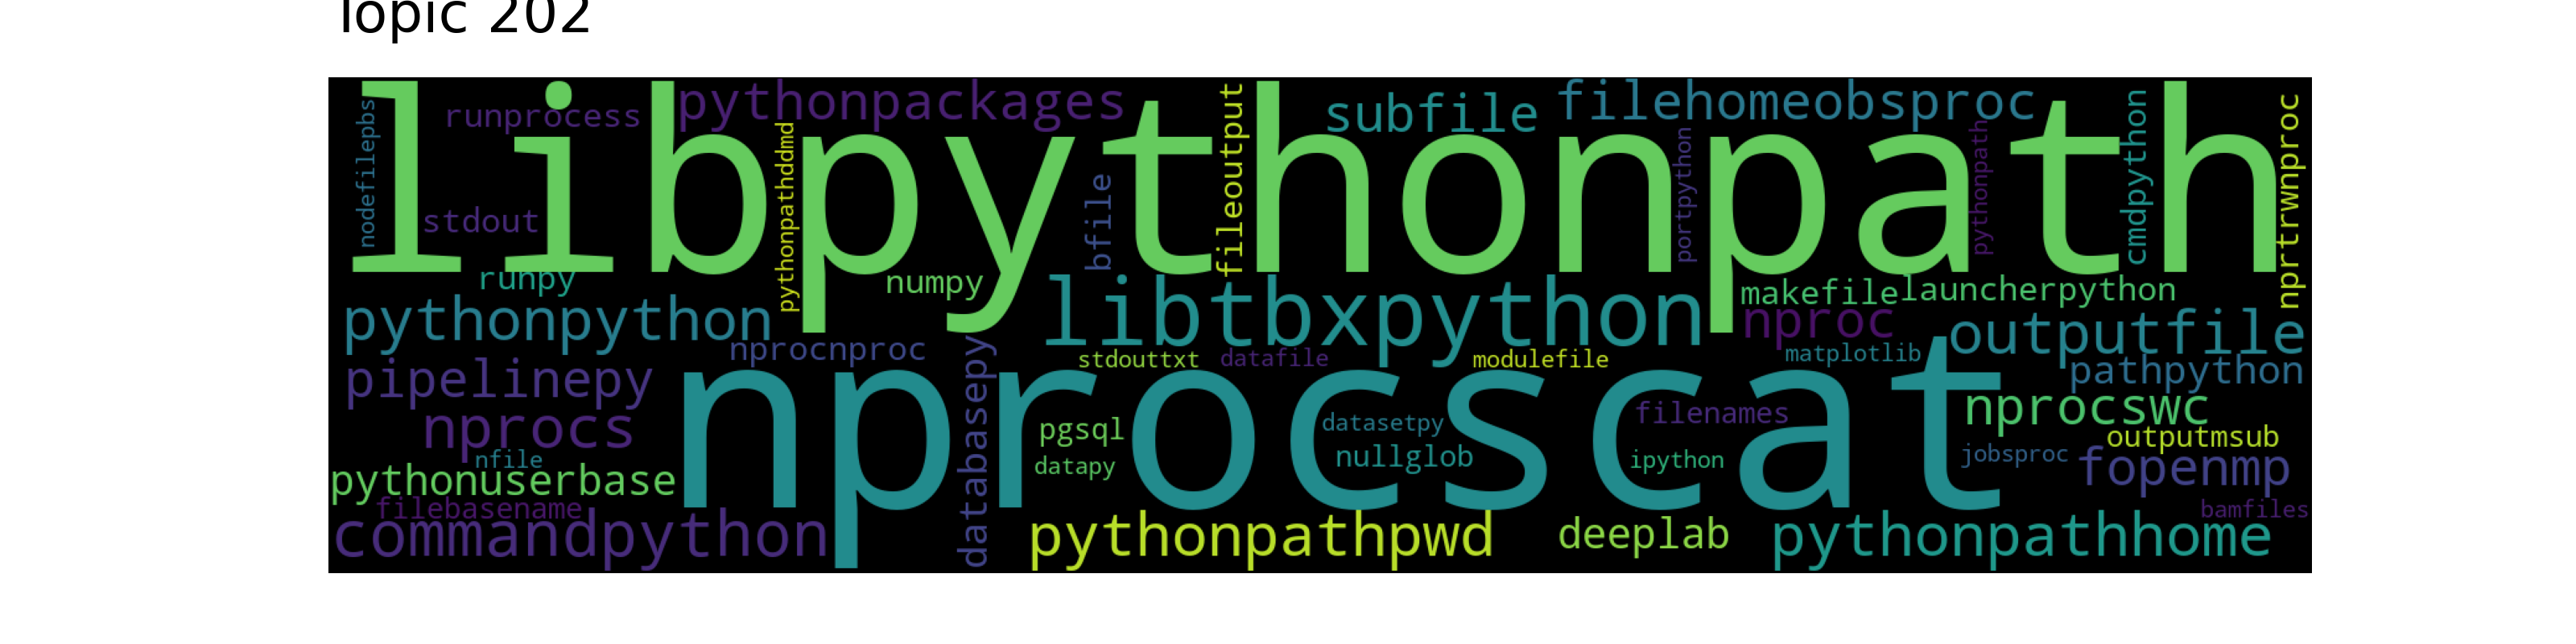 Topic 202
libpythonpath
nodefilepbs
runprocess
pythonpackages
fileoutput
subfile
filehomeobsproc
stdout
pythonpathddmd
bfile
portpython
pythonpath
cmdpython
nprtrwnproc
runpy
numpy
pythonpython
libtbxpython
makefile
launcherpython
nproc
outputfile
nprocnproc
stdouttxt
datafile
modulefile
matplotlib
pathpython
pipelinepy
nprocscat
nprocs
databasepy
pgsql
datasetpy
filenames
nprocswc
nfile
datapy
nullglob
ipython
jobsproc
outputmsub
fopenmp
pythonuserbase
filebasename
bamfiles
commandpython
pythonpathpwd
deeplab
pythonpathhome